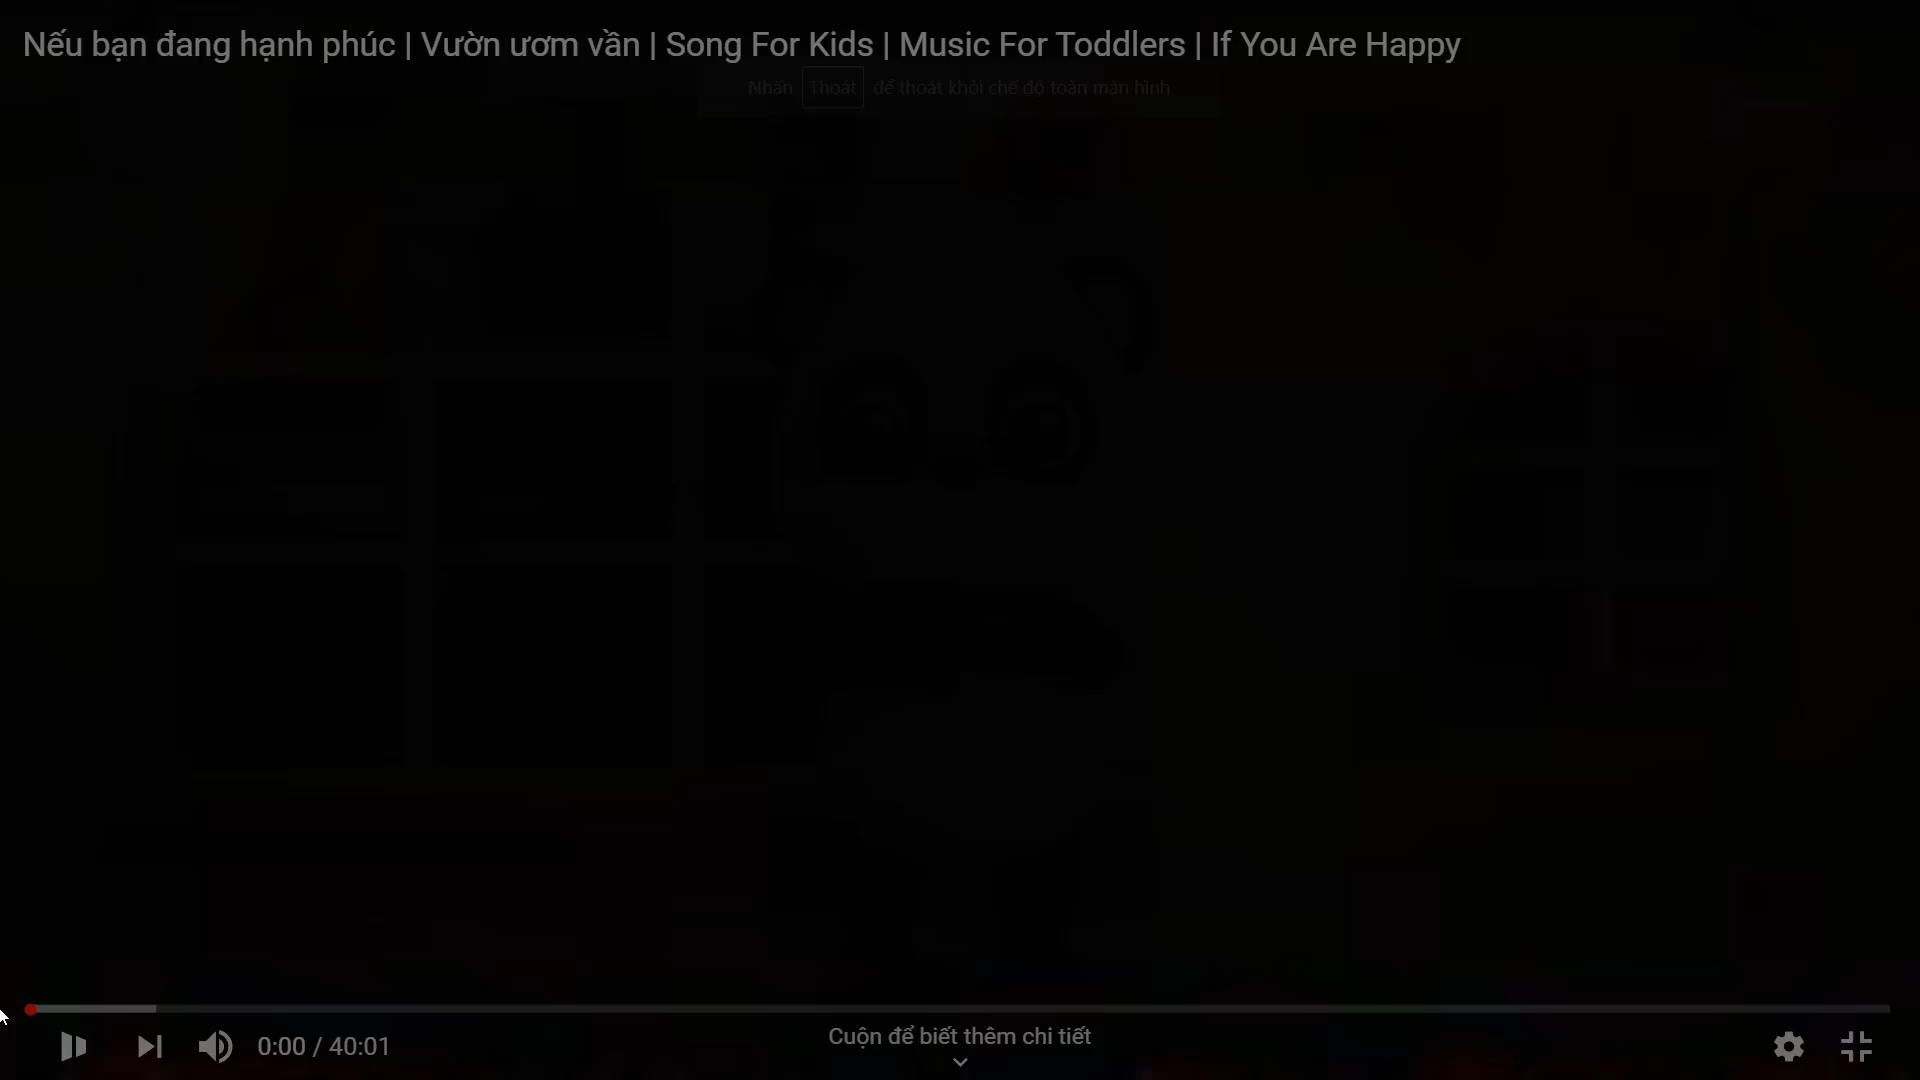 Nếu bạn đang hạnh phúc | Vườn ươm vần | Song For Kids | Music For Toddlers | If You Are Happy
Nhấn Thoát để thoát khỏi chế độ toàn màn hình
0:00 / 40:01
Cuộn để biết thêm chi tiết